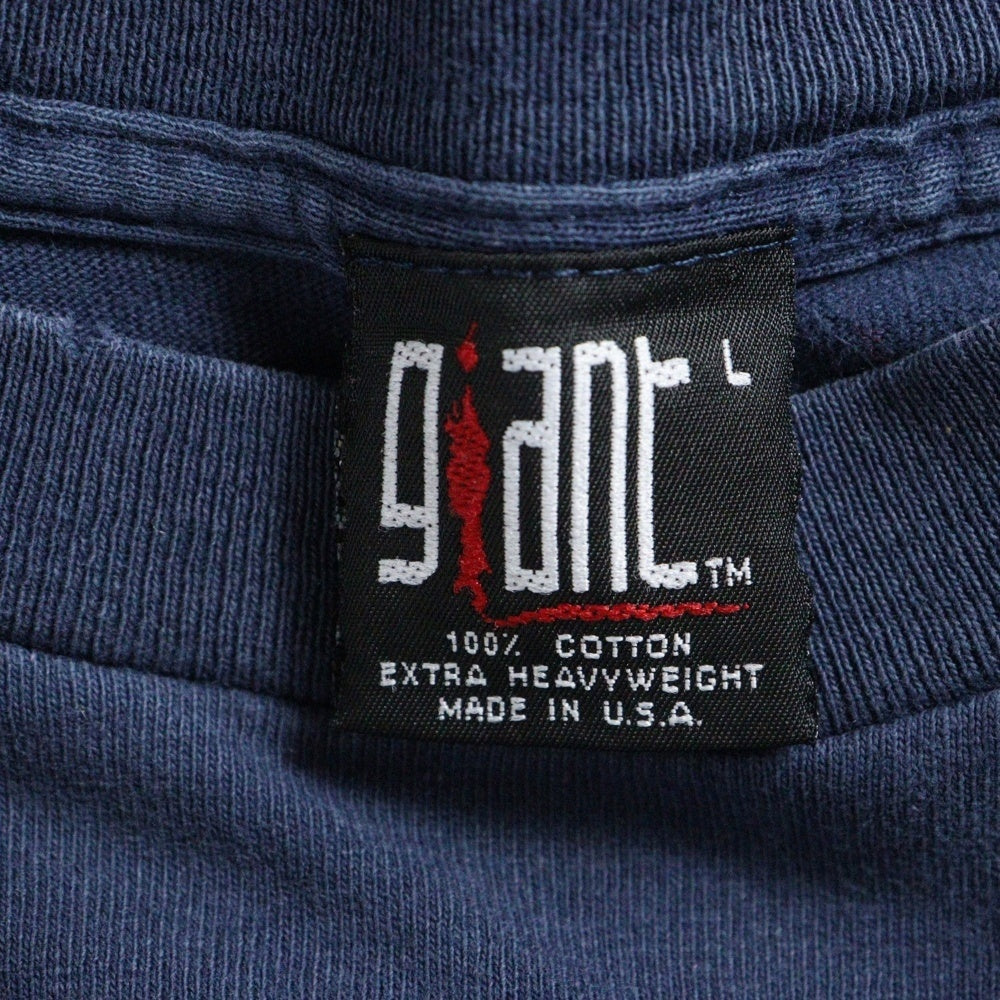 giant L
TM
100% COTTON
EXTRA HEAVYWEIGHT
MADE IN U.S.A.